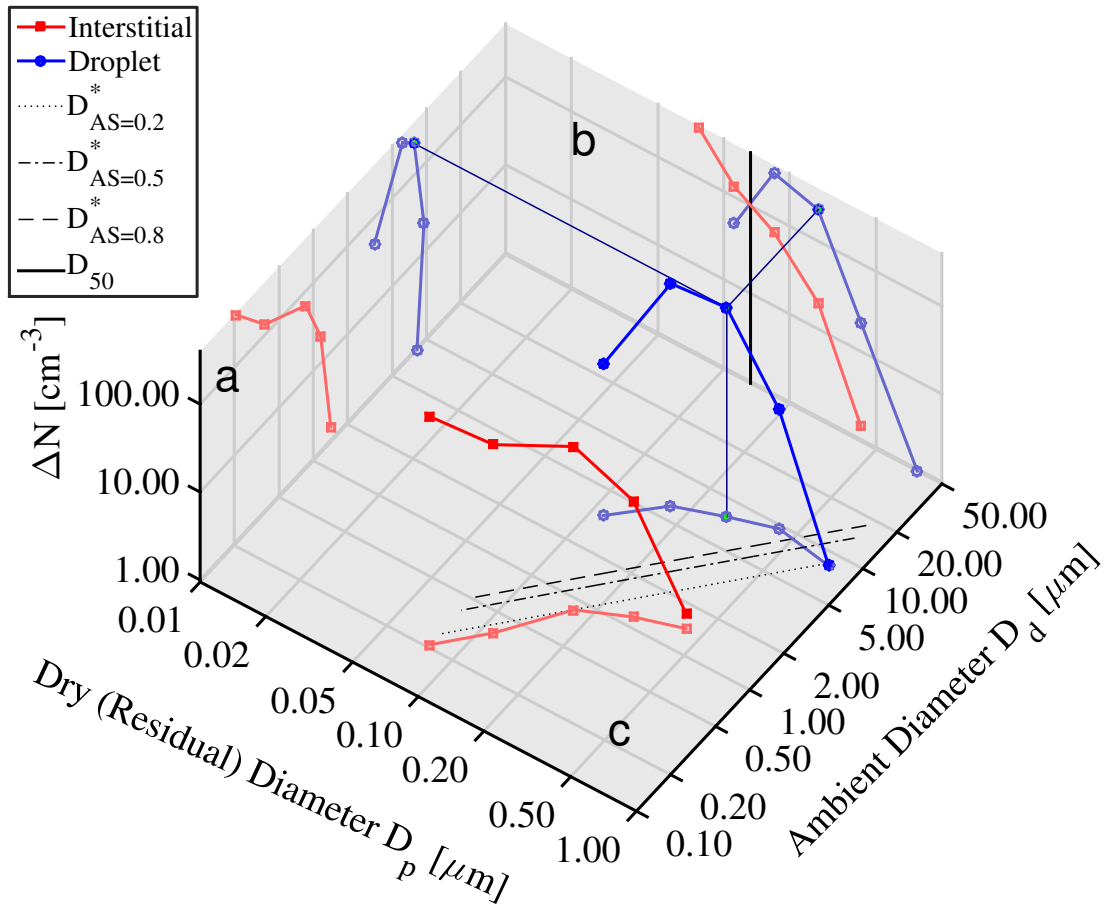 Interstitial
Droplet
D*AS=0.2
D*AS=0.5
D*AS=0.8
D50
a
b
c
ΔN [cm-3]
100.00
10.00
1.00
0.01
0.02
0.05
0.10
0.20
0.50
1.00
Dry (Residual) Diameter Dp [μm]
50.00
20.00
10.00
5.00
2.00
1.00
0.50
0.20
0.10
Ambient Diameter Dd [μm]